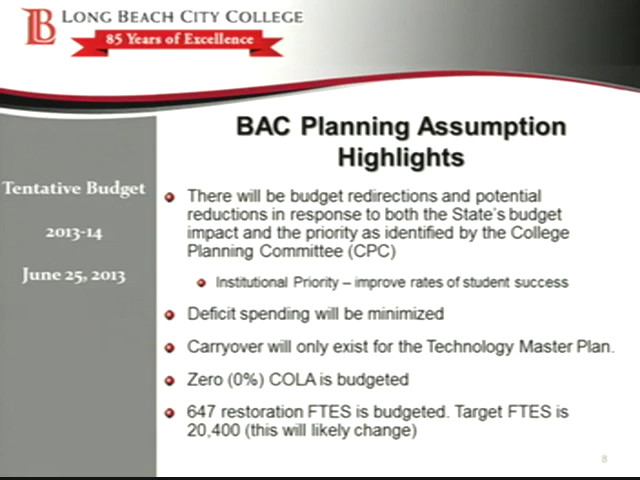 LB LONG BEACH CITY COLLEGE
85 Years of Excellence
BAC Planning Assumption
Highlights
Tentative Budget
2013-14
June 25, 2013
There will be budget redirections and potential
reductions in response to both the State's budget
impact and the priority as identified by the College
Planning Committee (CPC)
Institutional Priority – improve rates of student success
Deficit spending will be minimized
Carryover will only exist for the Technology Master Plan.
Zero (0%) COLA is budgeted
647 restoration FTES is budgeted. Target FTES is
20,400 (this will likely change)
8